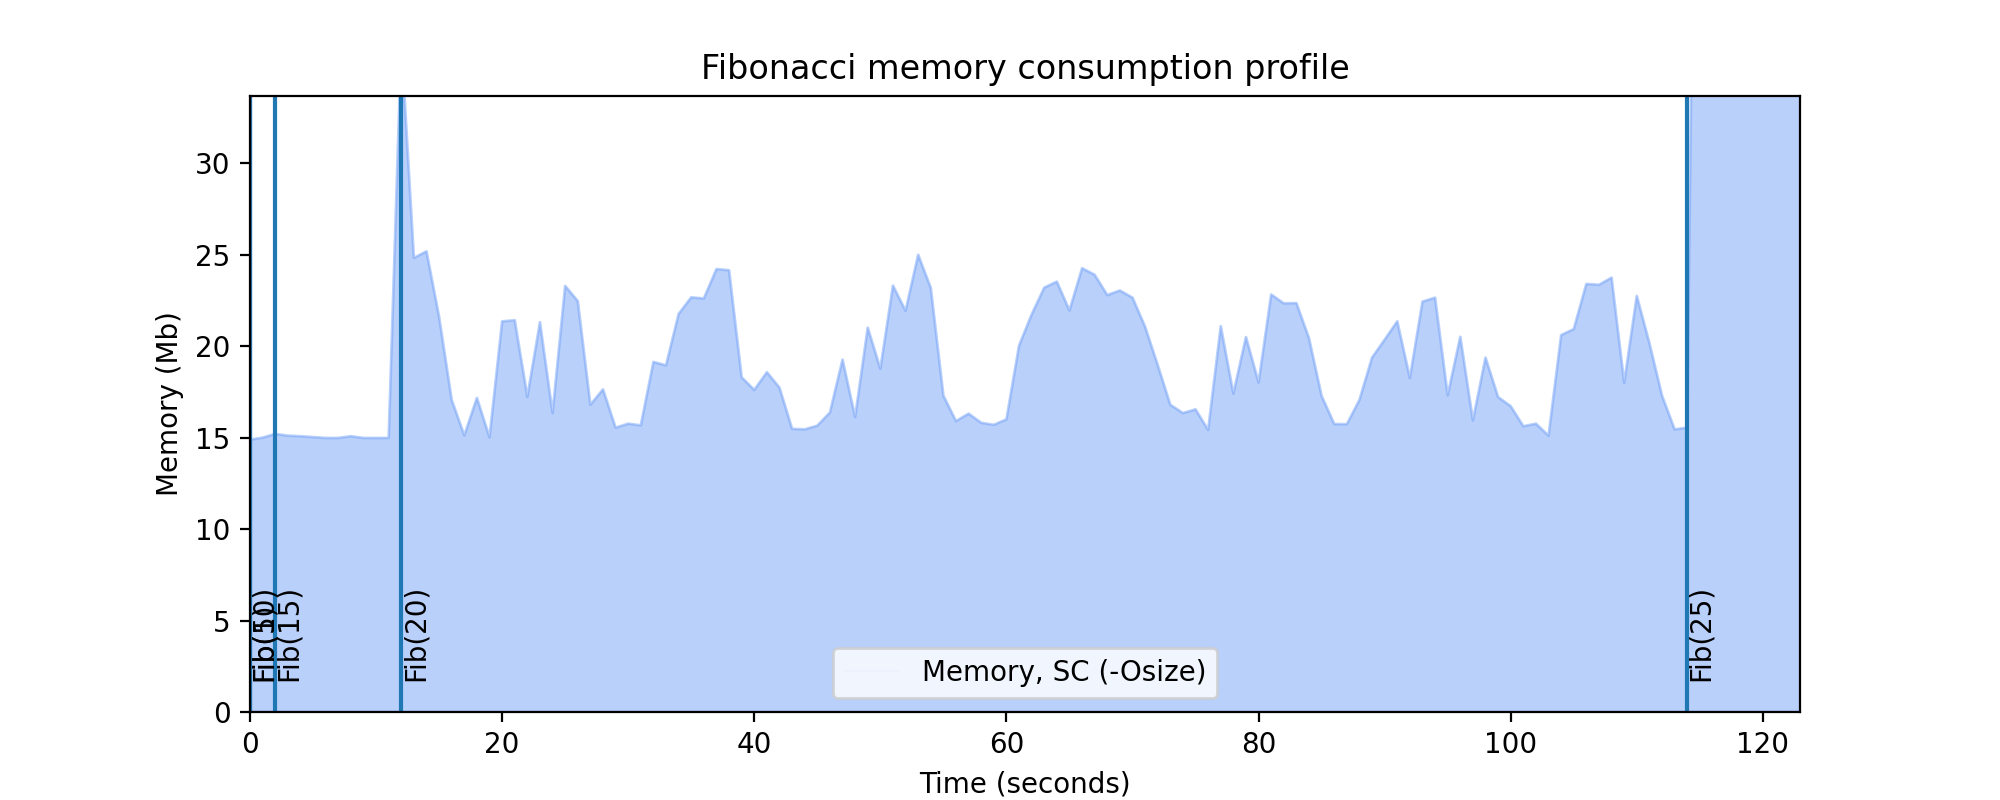 Fibonacci memory consumption profile
Memory (Mb)
30
25
20
15
10
5
0
Fib(15)
Fib(20)
Fib(25)
Memory, SC (-Osize)
0 20 40 60 80 100 120
Time (seconds)